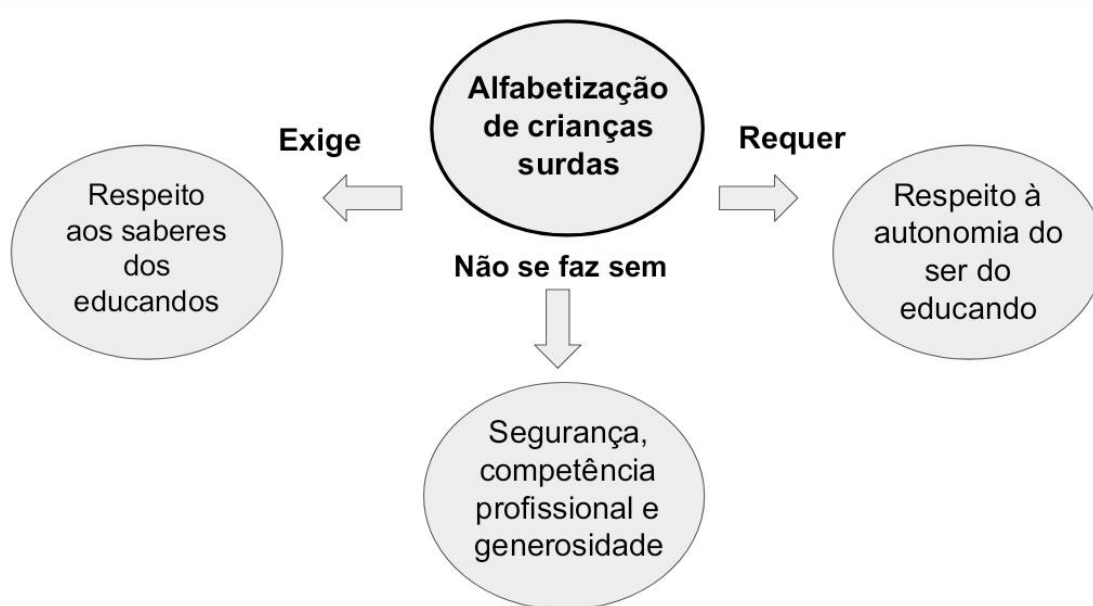 Alfabetização
de crianças
surdas
Exige
Requer
Respeito
aos saberes
dos
educandos
Respeito à
autonomia do
ser do
educando
Não se faz sem
Segurança,
competência
profissional e
generosidade